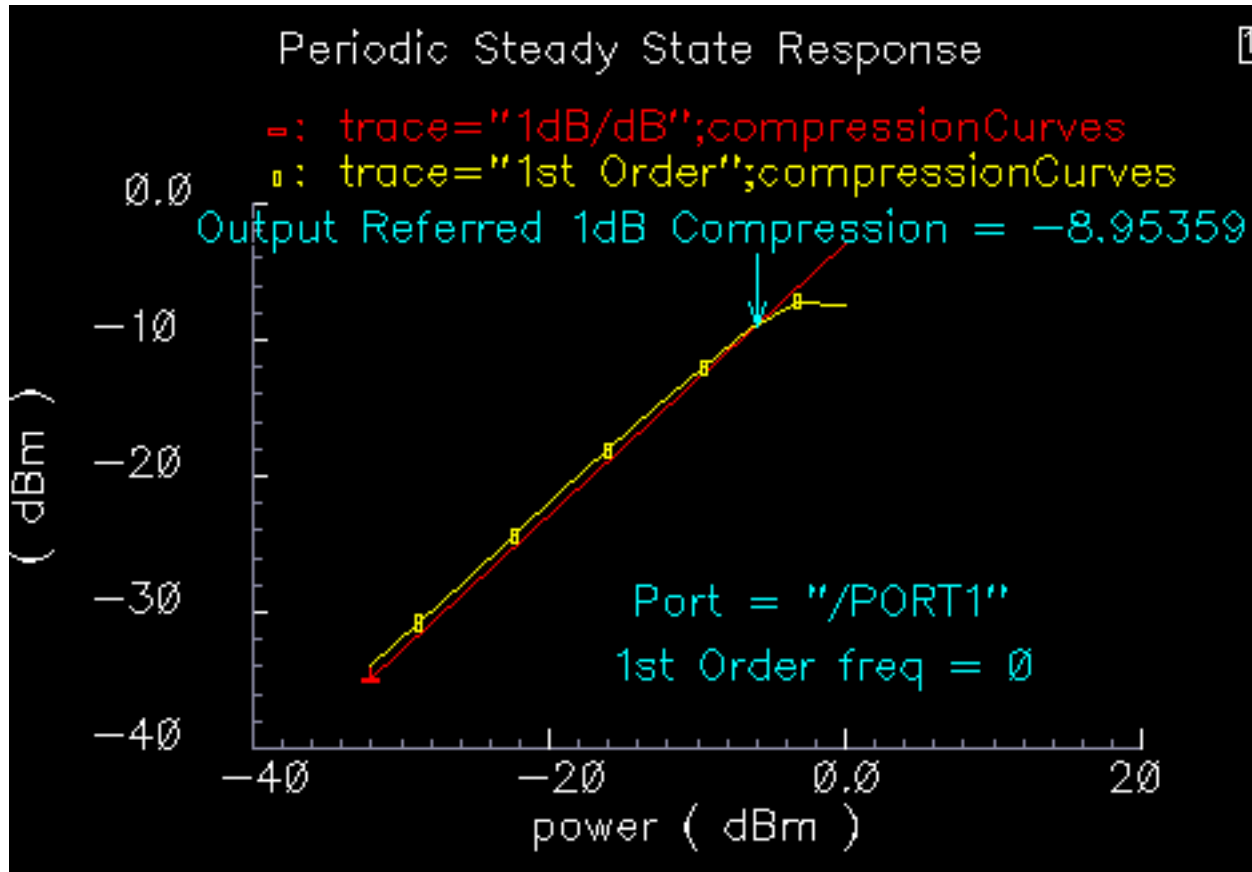 Periodic Steady State Response
1
▭: trace="1dB/dB";compressionCurves
▯: trace="1st Order";compressionCurves
0.0
Output Referred 1dB Compression = -8.95359
-10
-20
-30
-40
( dBm )
Port = "/PORT1"
1st Order freq = 0
-40
-20
0.0
20
power ( dBm )